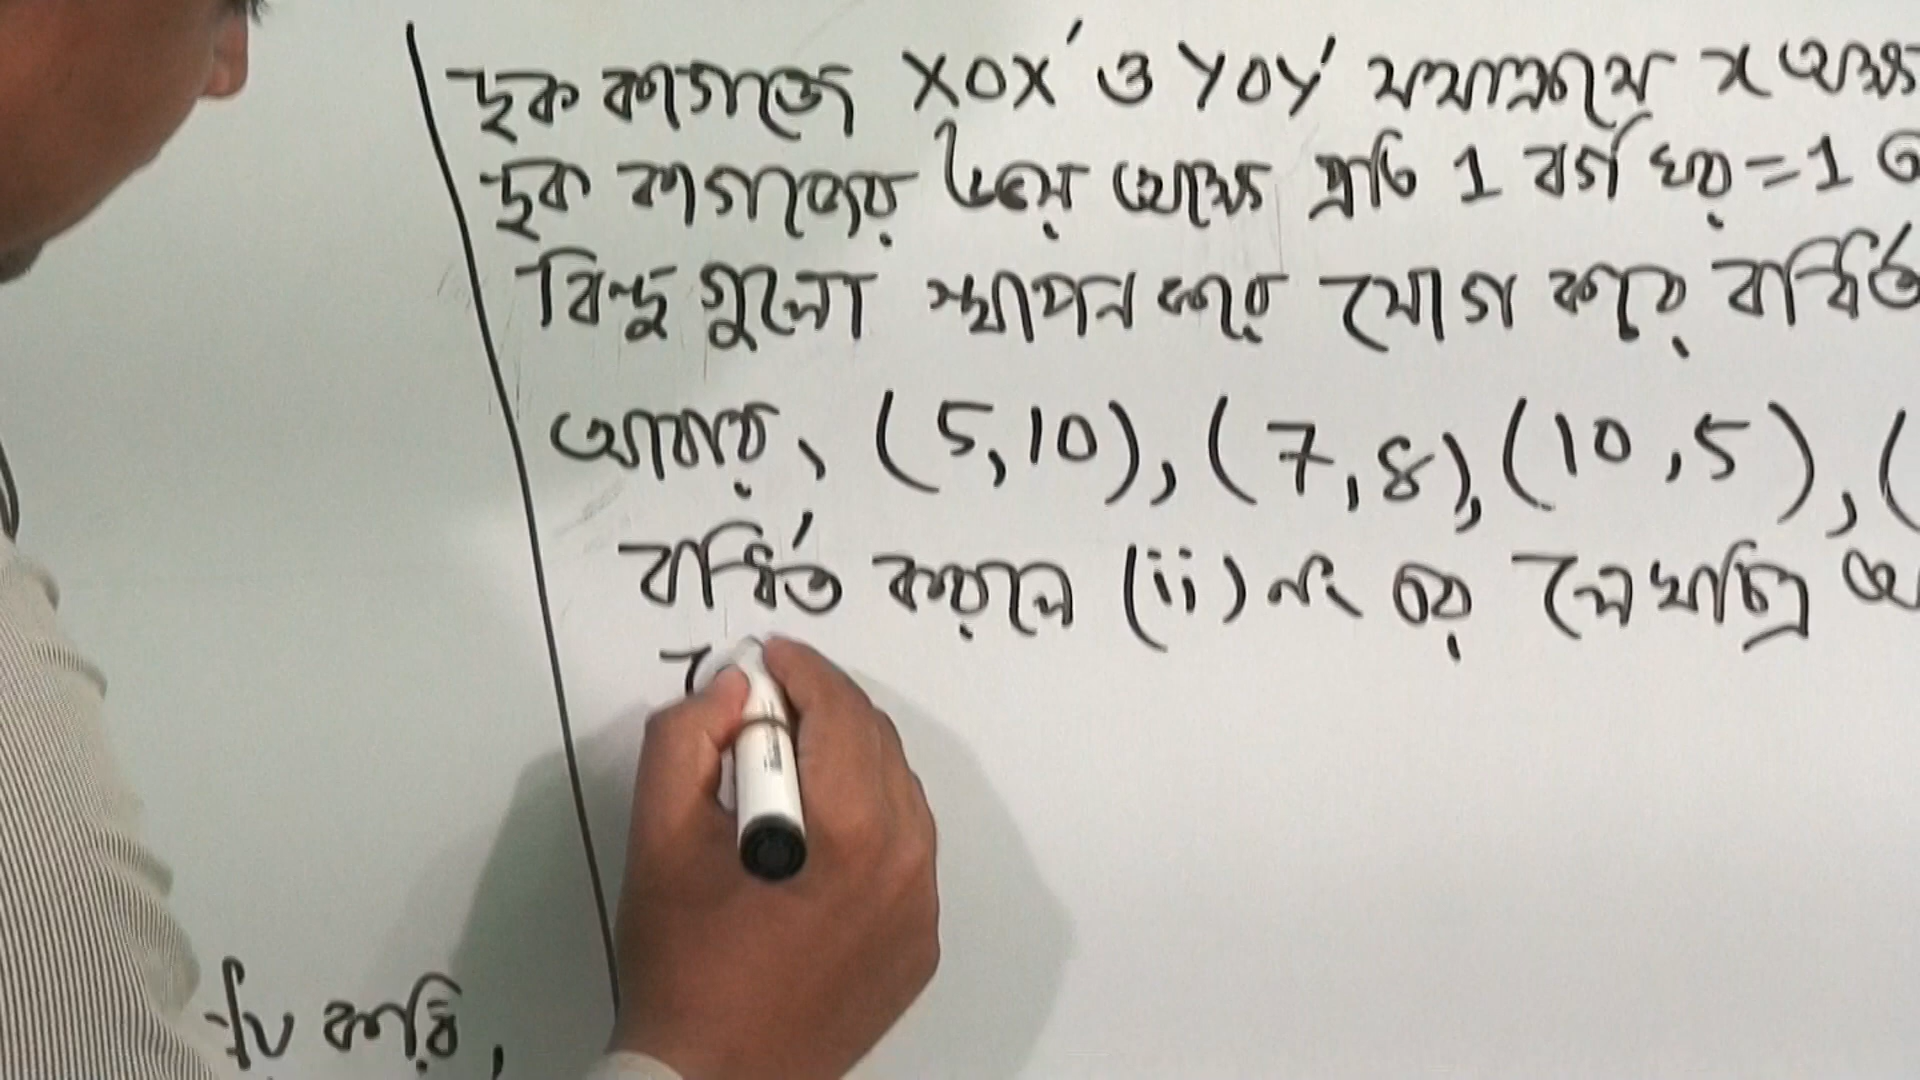 ছক কাগজে XOX′ ও YOY′ যথাক্রমে x অক্ষ
ছক কাগজের উভয় অক্ষে প্রতি 1 বর্গ ঘর = 1
বিন্দু গুলো স্থাপন করে যোগ করে বর্ধিত
আবার, (5,10), (7,8), (10,5), (
বর্ধিত করলে (ii) নং এর লেখচিত্র
করি,